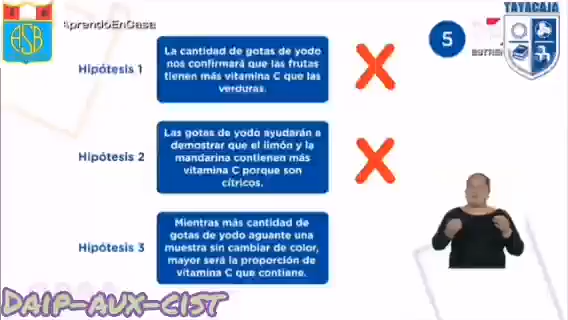 AprendoEnCasa
ASB
TAYACAJA
5
Hipótesis 1
La cantidad de gotas de yodo
nos confirmará que las frutas
tienen más vitamina C que las
verduras.
Hipótesis 2
Las gotas de yodo ayudarán a
demostrar que el limón y la
mandarina contienen más
vitamina C porque son
cítricos.
Hipótesis 3
Mientras más cantidad de
gotas de yodo aguante una
muestra sin cambiar de color,
mayor será la proporción de
vitamina C que contiene.
DAIP-AUX-CIST